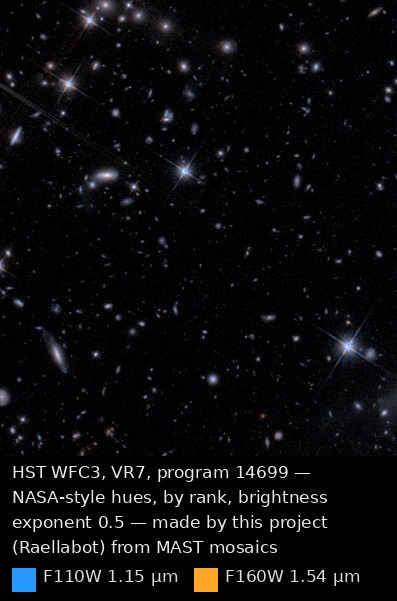 HST WFC3, VR7, program 14699 —
NASA-style hues, by rank, brightness
exponent 0.5 — made by this project
(Raellabot) from MAST mosaics
F110W 1.15 μm F160W 1.54 μm